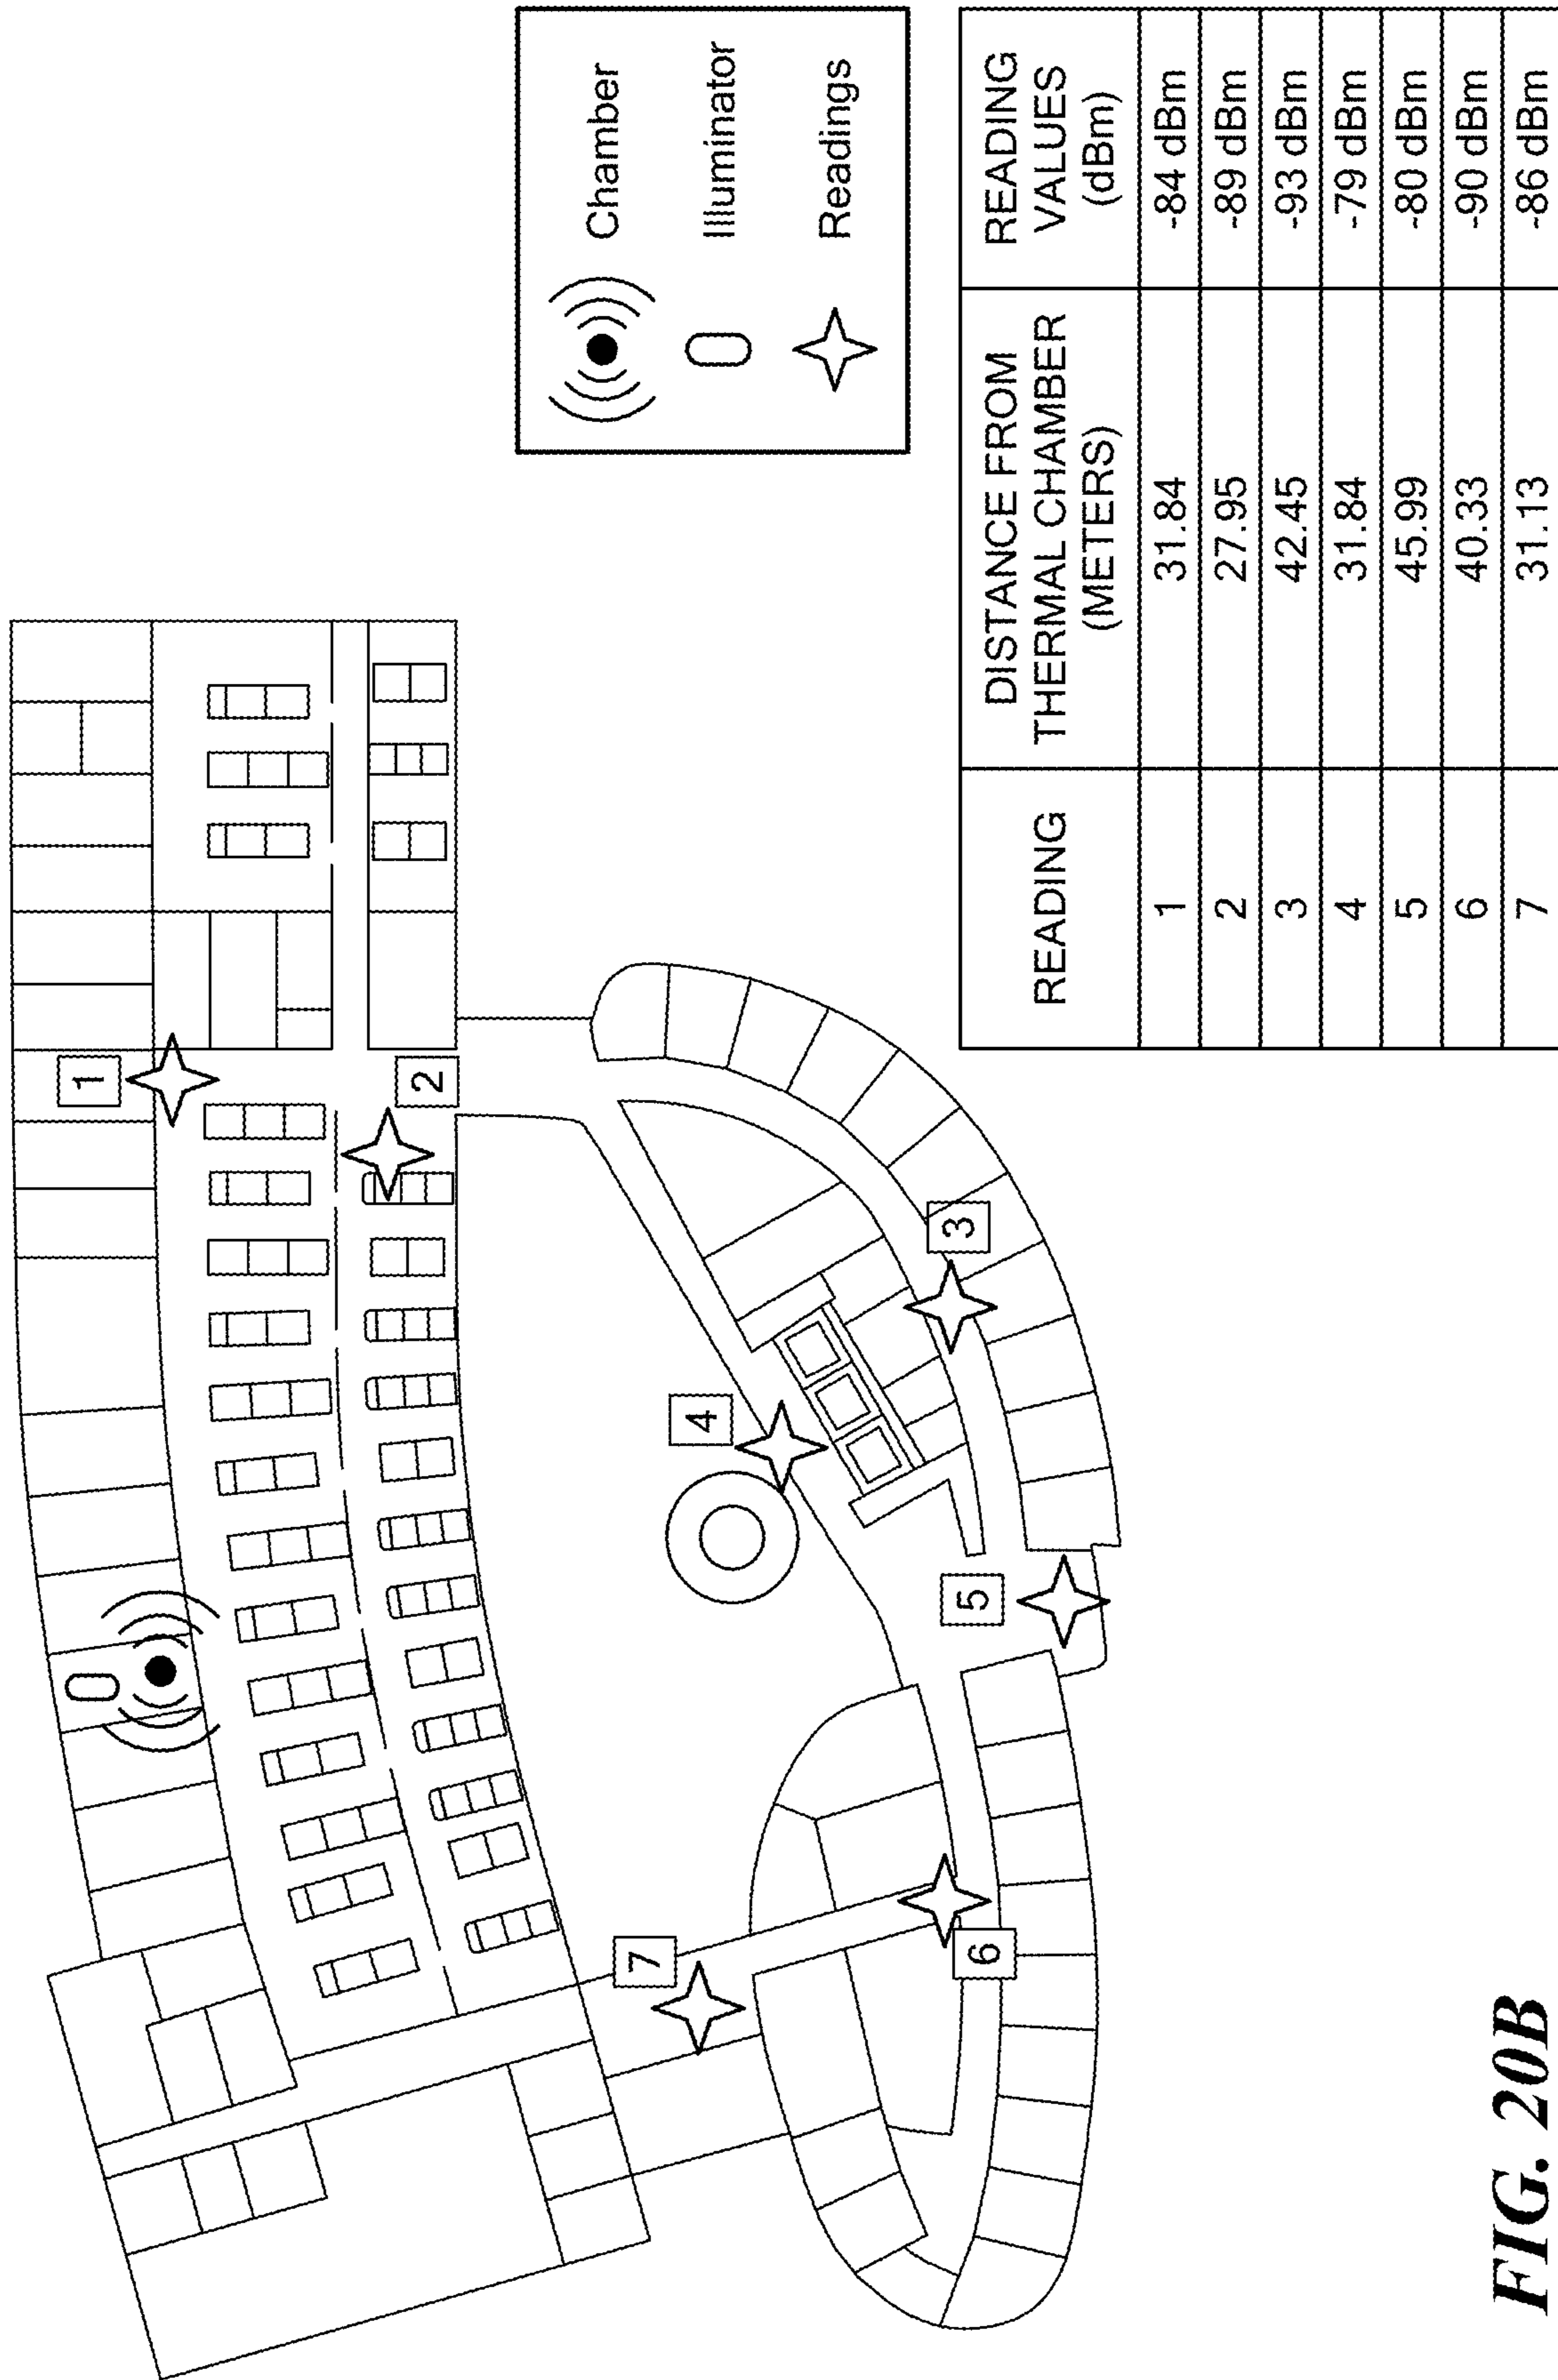 1
2
3
4
5
6
7
Chamber
Illuminator
Readings
READING
DISTANCE FROM
THERMAL CHAMBER
(METERS)
READING
VALUES
(dBm)
1 31.84 -84 dBm
2 27.95 -89 dBm
3 42.45 -93 dBm
4 31.84 -79 dBm
5 45.99 -80 dBm
6 40.33 -90 dBm
7 31.13 -86 dBm
FIG. 20B